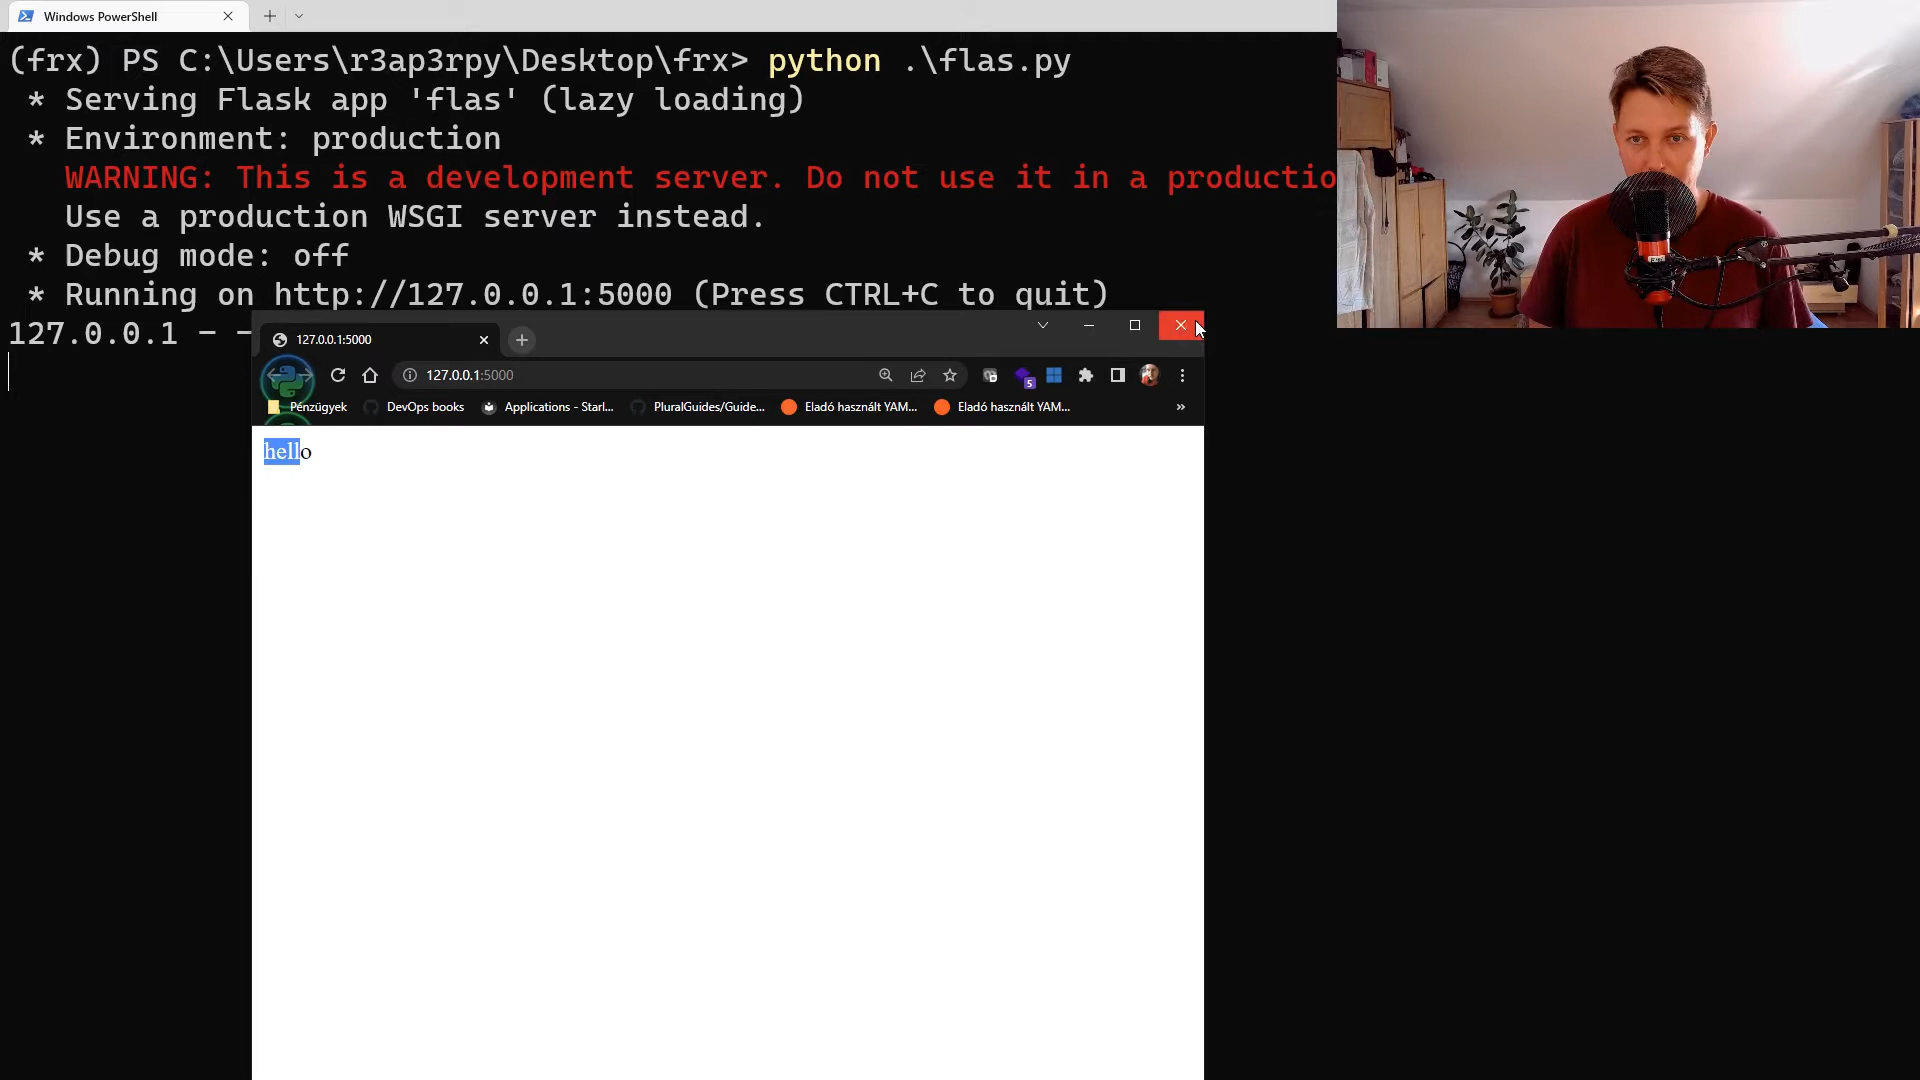 Windows PowerShell
(frx) PS C:\Users\r3ap3rpy\Desktop\frx> python .\flas.py
* Serving Flask app 'flas' (lazy loading)
* Environment: production
WARNING: This is a development server. Do not use it in a productio
Use a production WSGI server instead.
* Debug mode: off
* Running on http://127.0.0.1:5000 (Press CTRL+C to quit)
127.0.0.1 - -
127.0.0.1:5000
127.0.0.1:5000
5
Pénzügyek DevOps books Applications - Starl... PluralGuides/Guide... Eladó használt YAM... Eladó használt YAM... »
hello